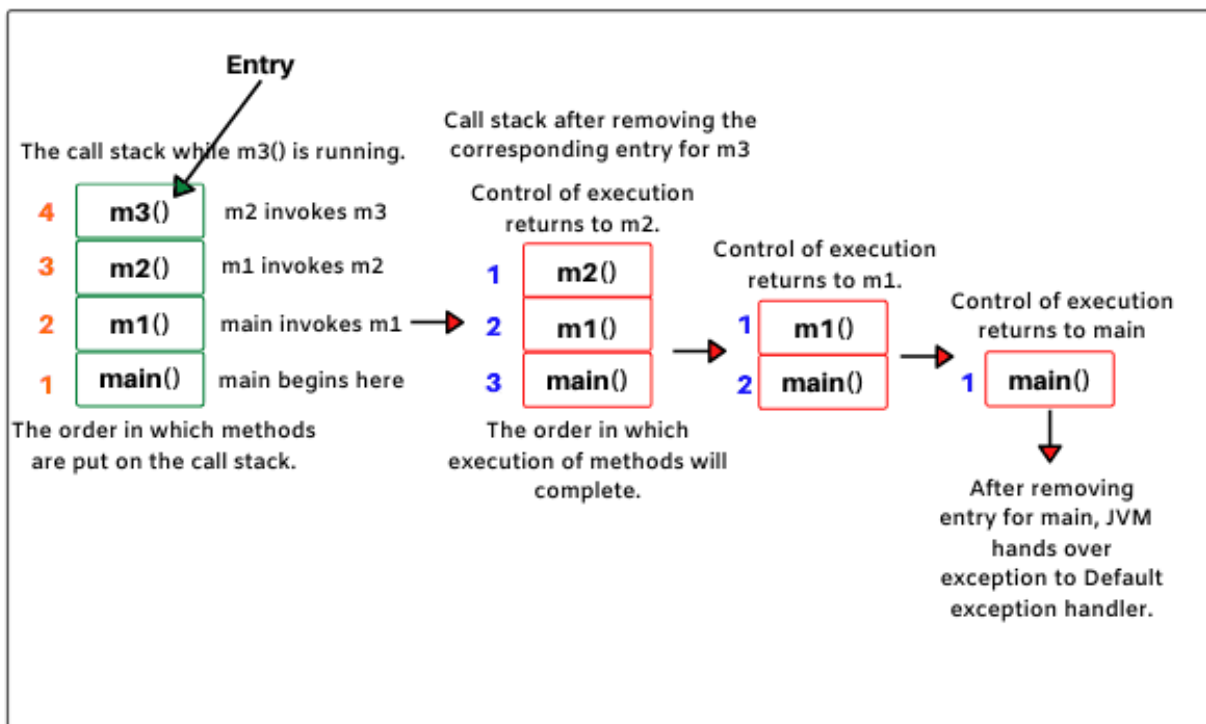 Entry
The call stack while m3() is running.
4 m3() m2 invokes m3
3 m2() m1 invokes m2
2 m1() main invokes m1
1 main() main begins here
The order in which methods
are put on the call stack.
Call stack after removing the
corresponding entry for m3
Control of execution
returns to m2.
1 m2()
2 m1()
3 main()
The order in which
execution of methods will
complete.
Control of execution
returns to m1.
1 m1()
2 main()
Control of execution
returns to main
1 main()
After removing
entry for main, JVM
hands over
exception to Default
exception handler.